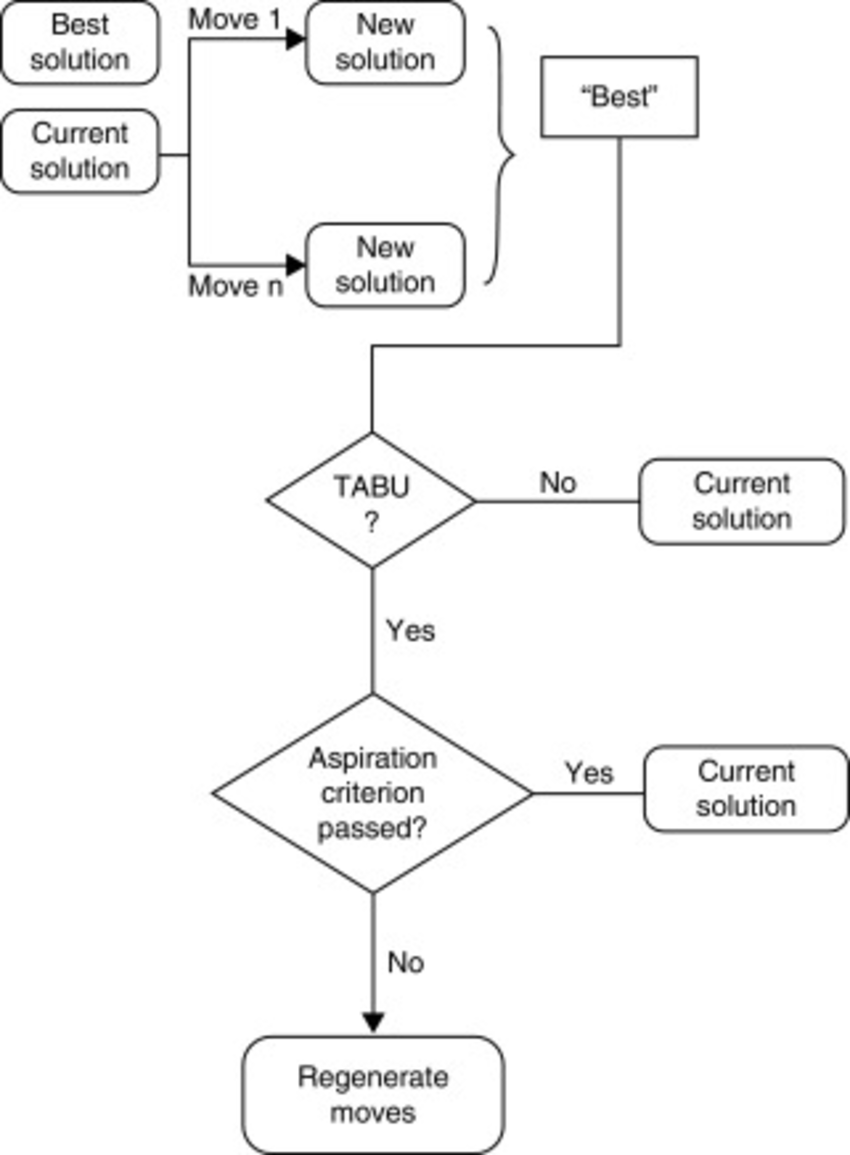 Best
solution
Move 1
New
solution
“Best”
Current
solution
New
solution
Move n
TABU
?
No
Current
solution
Yes
Aspiration
criterion
passed?
Yes
Current
solution
No
Regenerate
moves